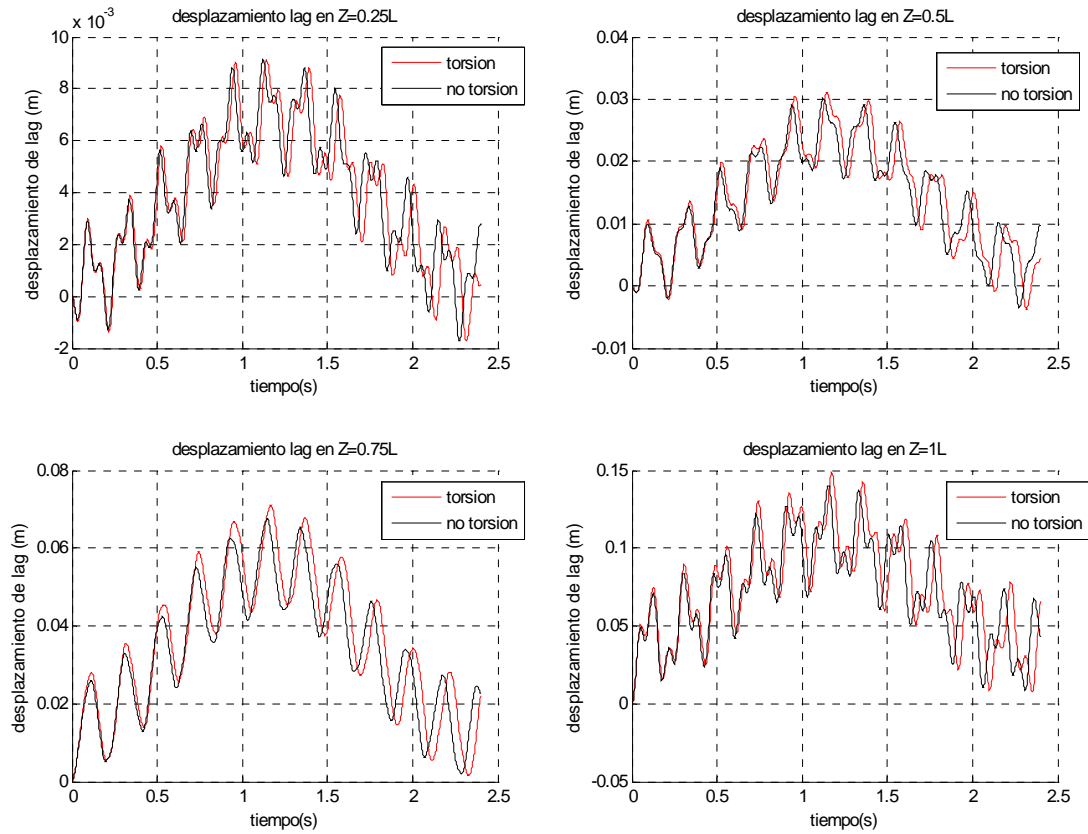 desplazamiento lag en Z=0.25L
x 10⁻³
desplazamiento de lag (m)
10
8
6
4
2
0
-2
0
0.5
1
1.5
2
2.5
tiempo(s)
torsion
no torsion
desplazamiento lag en Z=0.5L
desplazamiento de lag (m)
0.04
0.03
0.02
0.01
0
-0.01
0
0.5
1
1.5
2
2.5
tiempo(s)
torsion
no torsion
desplazamiento lag en Z=0.75L
desplazamiento de lag (m)
0.08
0.06
0.04
0.02
0
0
0.5
1
1.5
2
2.5
tiempo(s)
torsion
no torsion
desplazamiento lag en Z=1L
desplazamiento de lag (m)
0.15
0.1
0.05
0
-0.05
0
0.5
1
1.5
2
2.5
tiempo(s)
torsion
no torsion